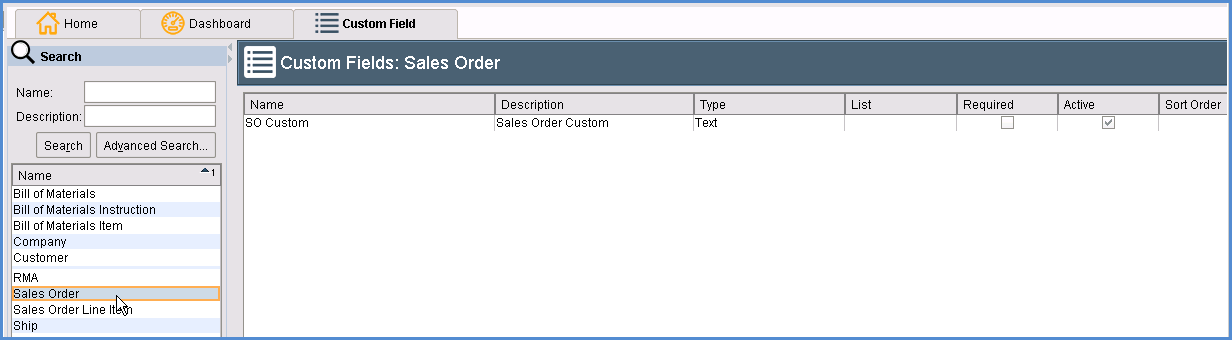 Home Dashboard Custom Field
Search
Name:
Description:
Search Advanced Search...
Name 1
Bill of Materials
Bill of Materials Instruction
Bill of Materials Item
Company
Customer
RMA
Sales Order
Sales Order Line Item
Ship
Custom Fields: Sales Order
Name Description Type List Required Active Sort Order
SO Custom Sales Order Custom Text